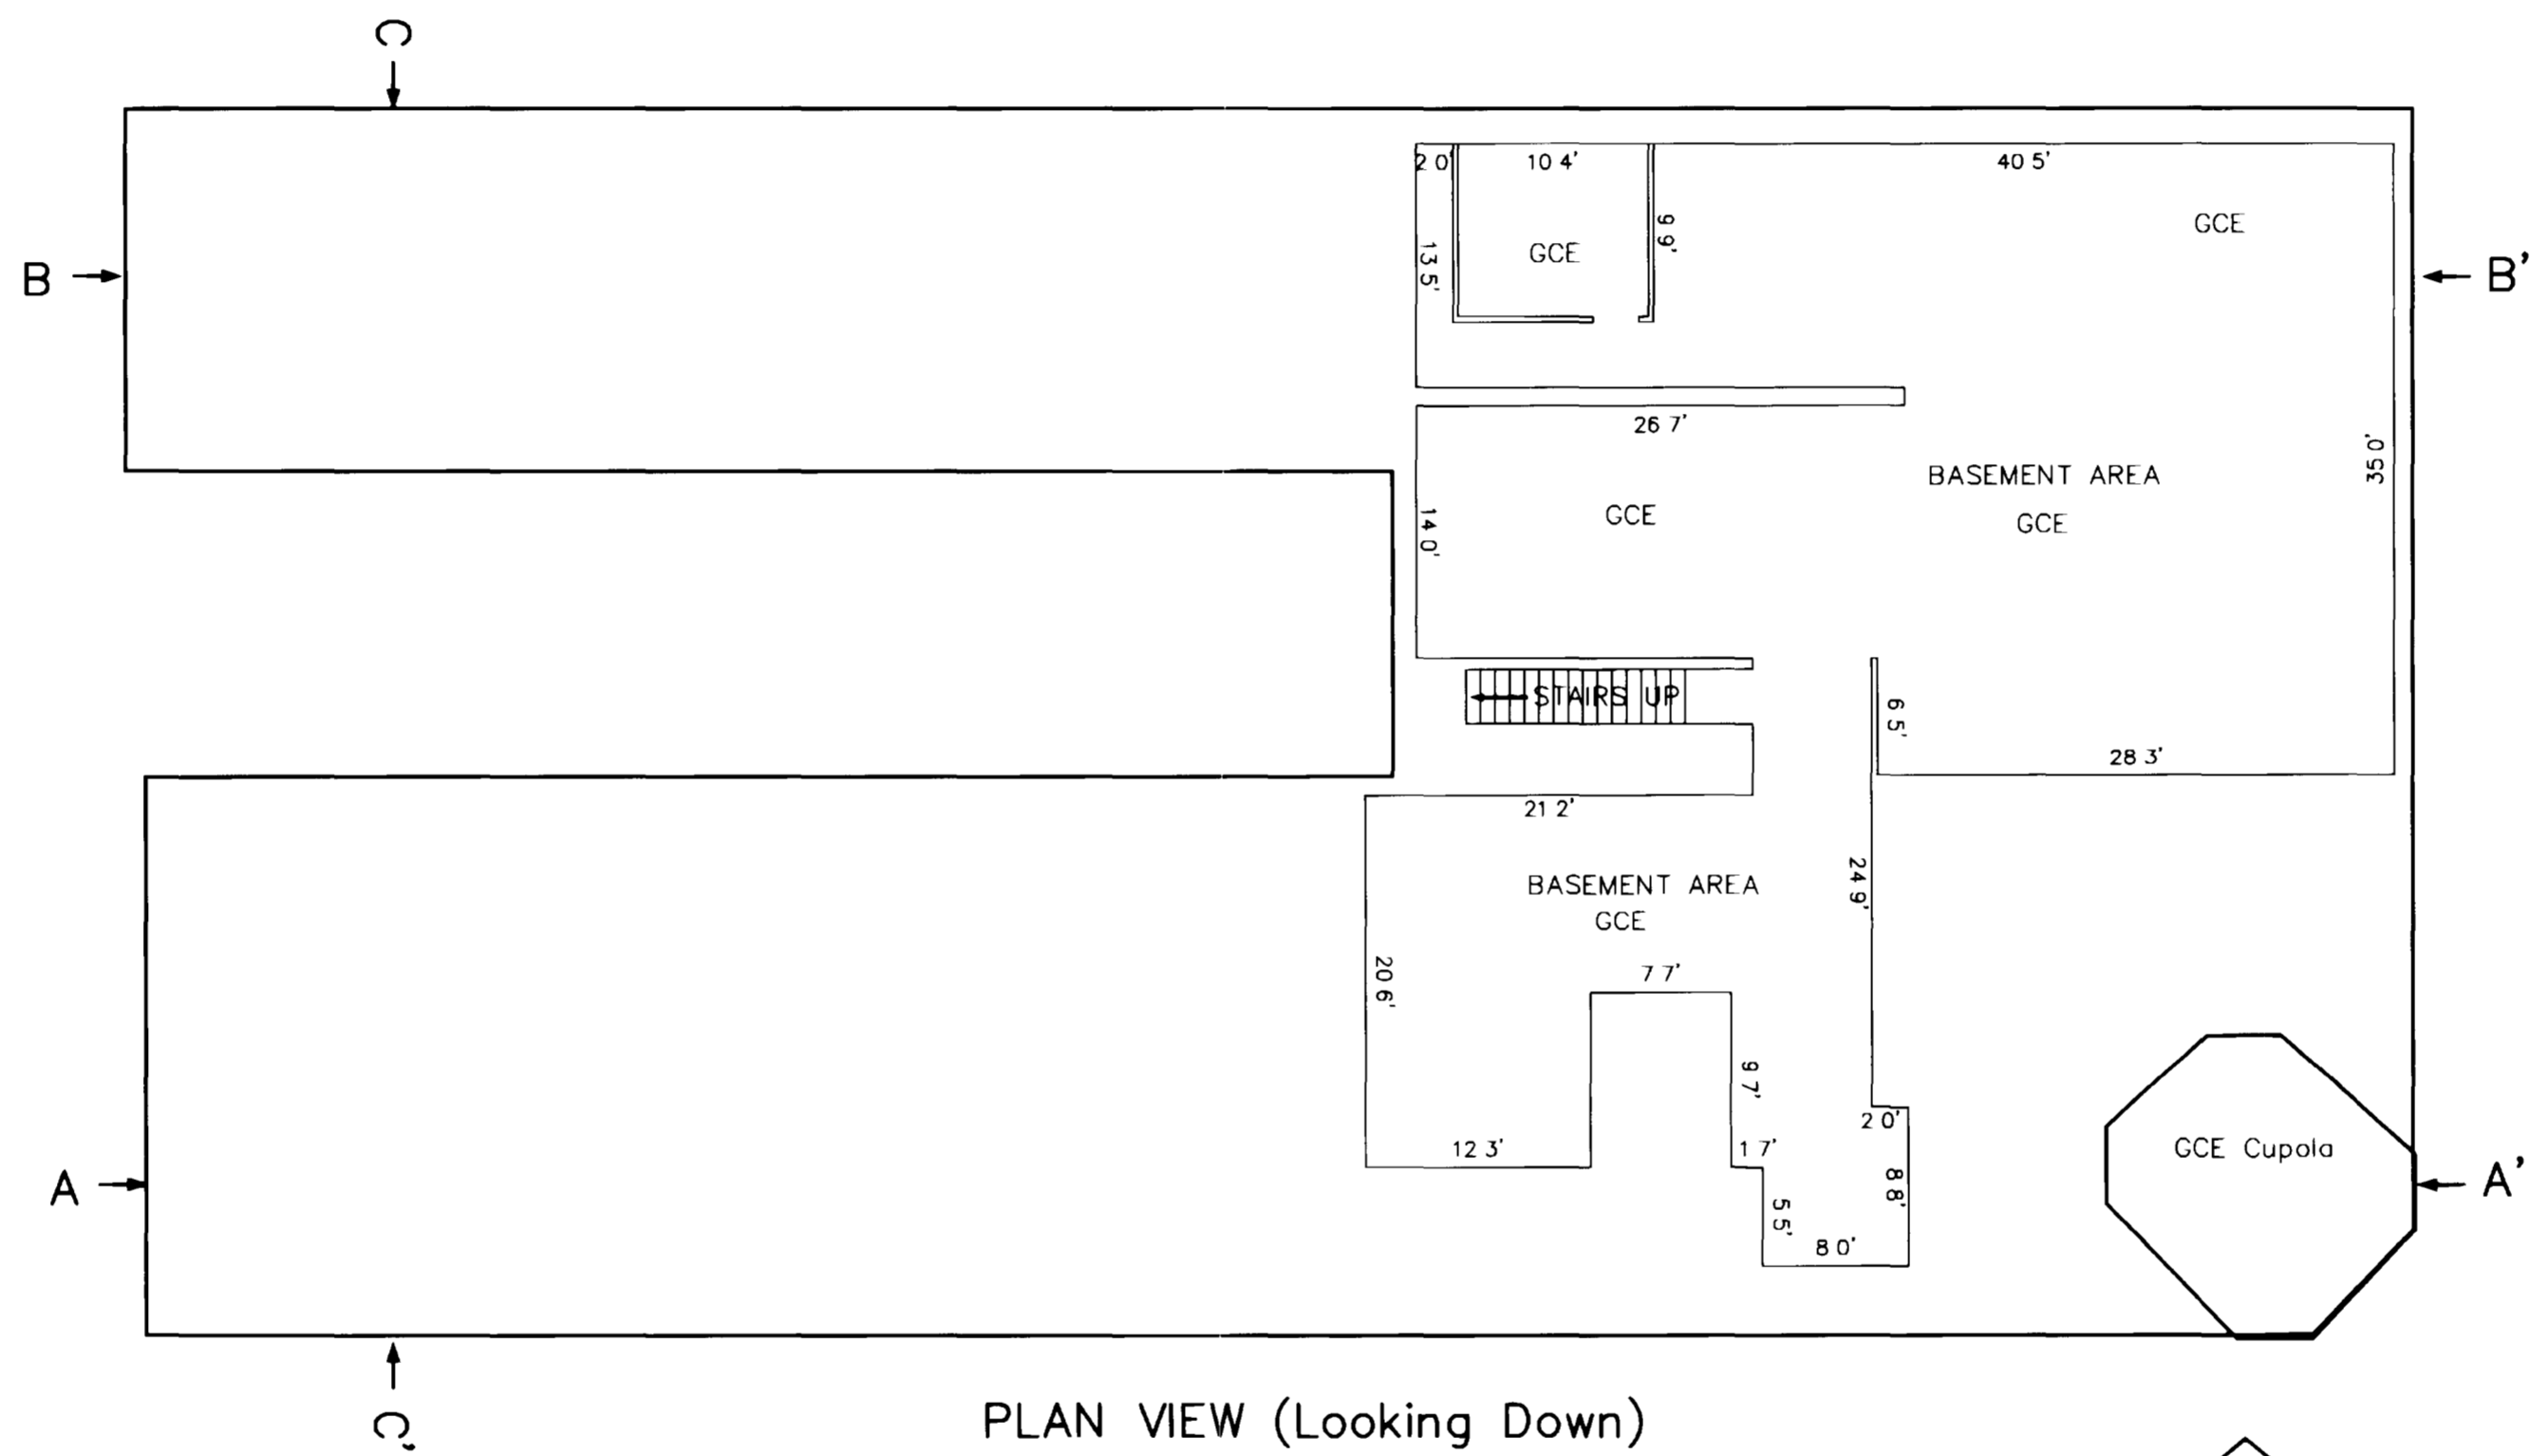 C
2 0'
10 4'
40 5'
GCE
9 9'
GCE
13 5'
B
B'
26 7'
35 0'
BASEMENT AREA
GCE
GCE
14 0'
STAIRS UP
6 5'
28 3'
21 2'
24 9'
BASEMENT AREA
GCE
20 6'
7 7'
9 7'
2 0'
12 3'
1 7'
GCE Cupola
8 8'
A
A'
5 5'
8 0'
C'
PLAN VIEW (Looking Down)